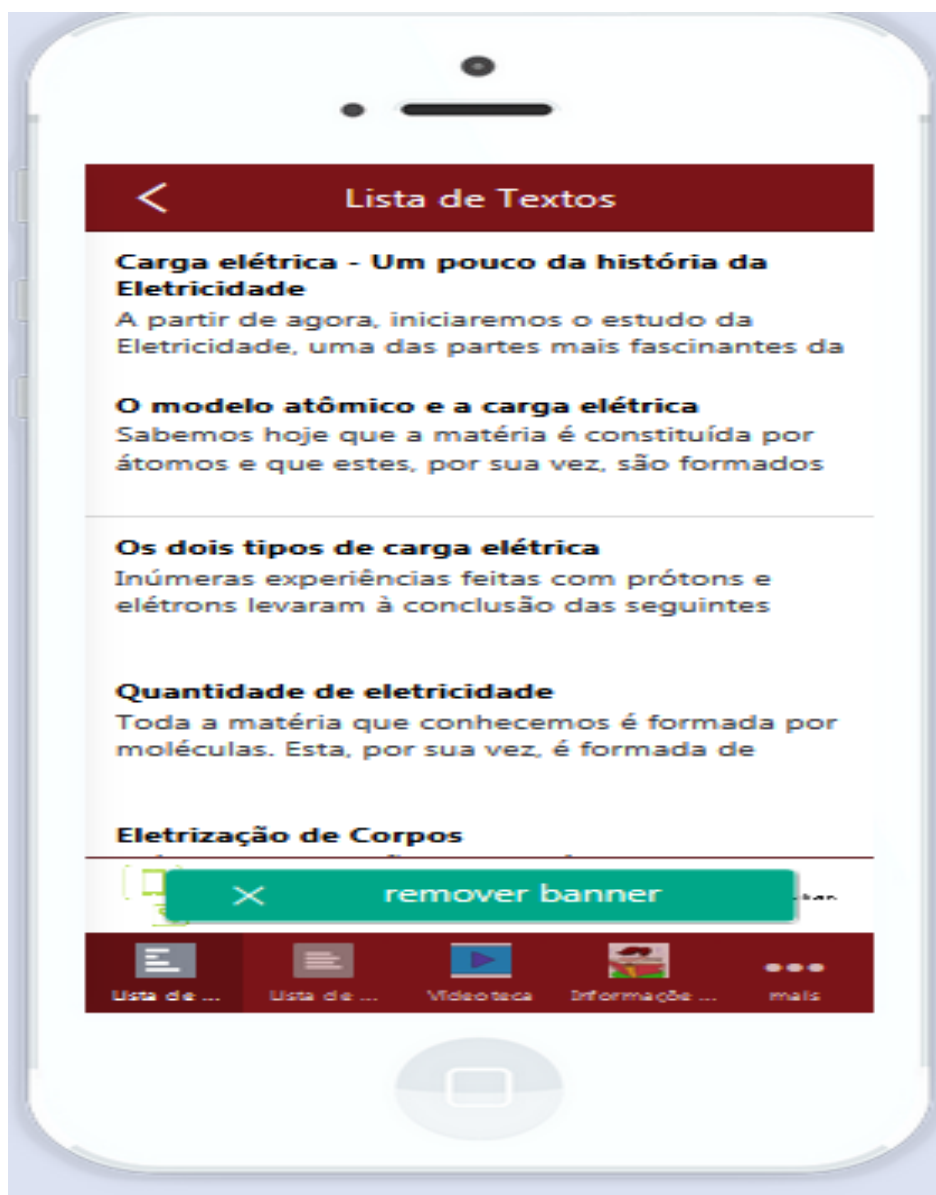 Lista de Textos
Carga elétrica - Um pouco da história da
Eletricidade
A partir de agora, iniciaremos o estudo da
Eletricidade, uma das partes mais fascinantes da
O modelo atômico e a carga elétrica
Sabemos hoje que a matéria é constituída por
átomos e que estes, por sua vez, são formados
Os dois tipos de carga elétrica
Inúmeras experiências feitas com prótons e
elétrons levaram à conclusão das seguintes
Quantidade de eletricidade
Toda a matéria que conhecemos é formada por
moléculas. Esta, por sua vez, é formada de
Eletrização de Corpos
remover banner
Lista de ... Lista de ... Videoteca Informaçõe ... mais